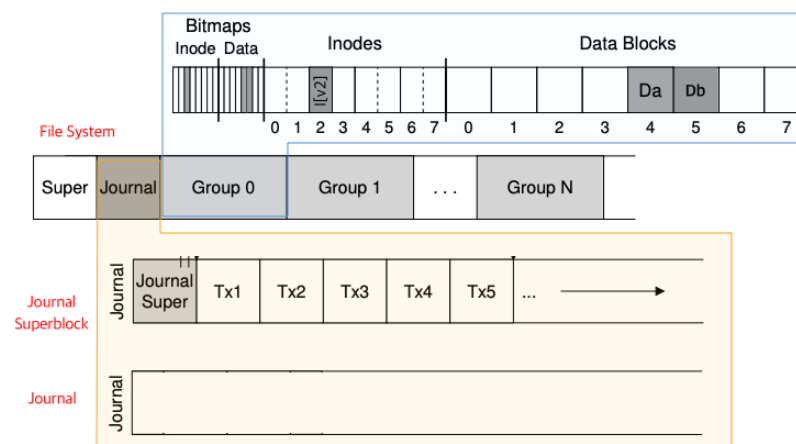 Bitmaps
Inode Data
Inodes
Data Blocks
I[v2]
Da
Db
0 1 2 3 4 5 6 7
0 1 2 3 4 5 6 7
File System
Super
Journal
Group 0
Group 1
. . .
Group N
Journal
Superblock
Journal
Journal
Super
Tx1
Tx2
Tx3
Tx4
Tx5
...
Journal
Journal